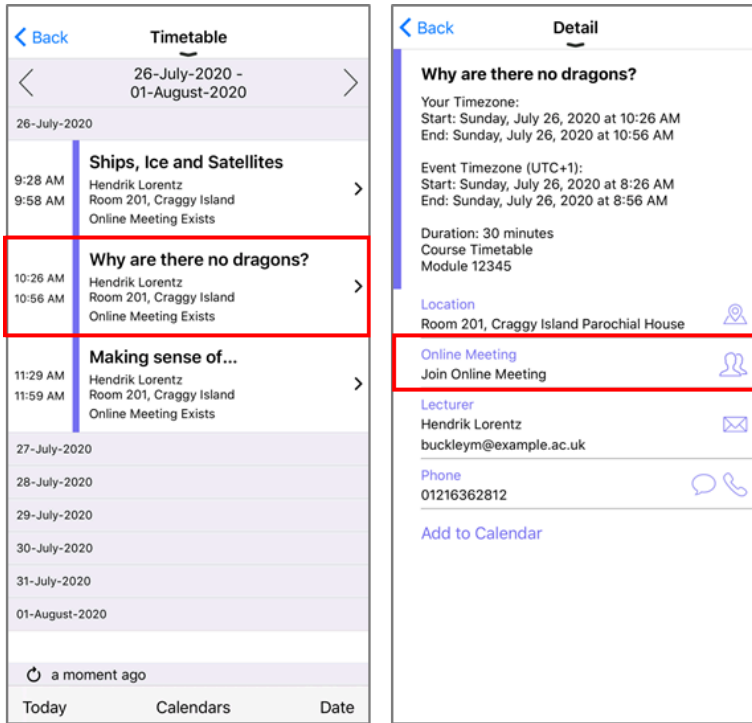 Back
Timetable
26-July-2020 -
01-August-2020
26-July-2020
Ships, Ice and Satellites
9:28 AM
Hendrik Lorentz
9:58 AM
Room 201, Craggy Island
Online Meeting Exists
Why are there no dragons?
10:26 AM
Hendrik Lorentz
10:56 AM
Room 201, Craggy Island
Online Meeting Exists
Making sense of...
11:29 AM
Hendrik Lorentz
11:59 AM
Room 201, Craggy Island
Online Meeting Exists
27-July-2020
28-July-2020
29-July-2020
30-July-2020
31-July-2020
01-August-2020
a moment ago
Today Calendars Date
Back
Detail
Why are there no dragons?
Your Timezone:
Start: Sunday, July 26, 2020 at 10:26 AM
End: Sunday, July 26, 2020 at 10:56 AM
Event Timezone (UTC+1):
Start: Sunday, July 26, 2020 at 8:26 AM
End: Sunday, July 26, 2020 at 8:56 AM
Duration: 30 minutes
Course Timetable
Module 12345
Location
Room 201, Craggy Island Parochial House
Online Meeting
Join Online Meeting
Lecturer
Hendrik Lorentz
buckleym@example.ac.uk
Phone
01216362812
Add to Calendar